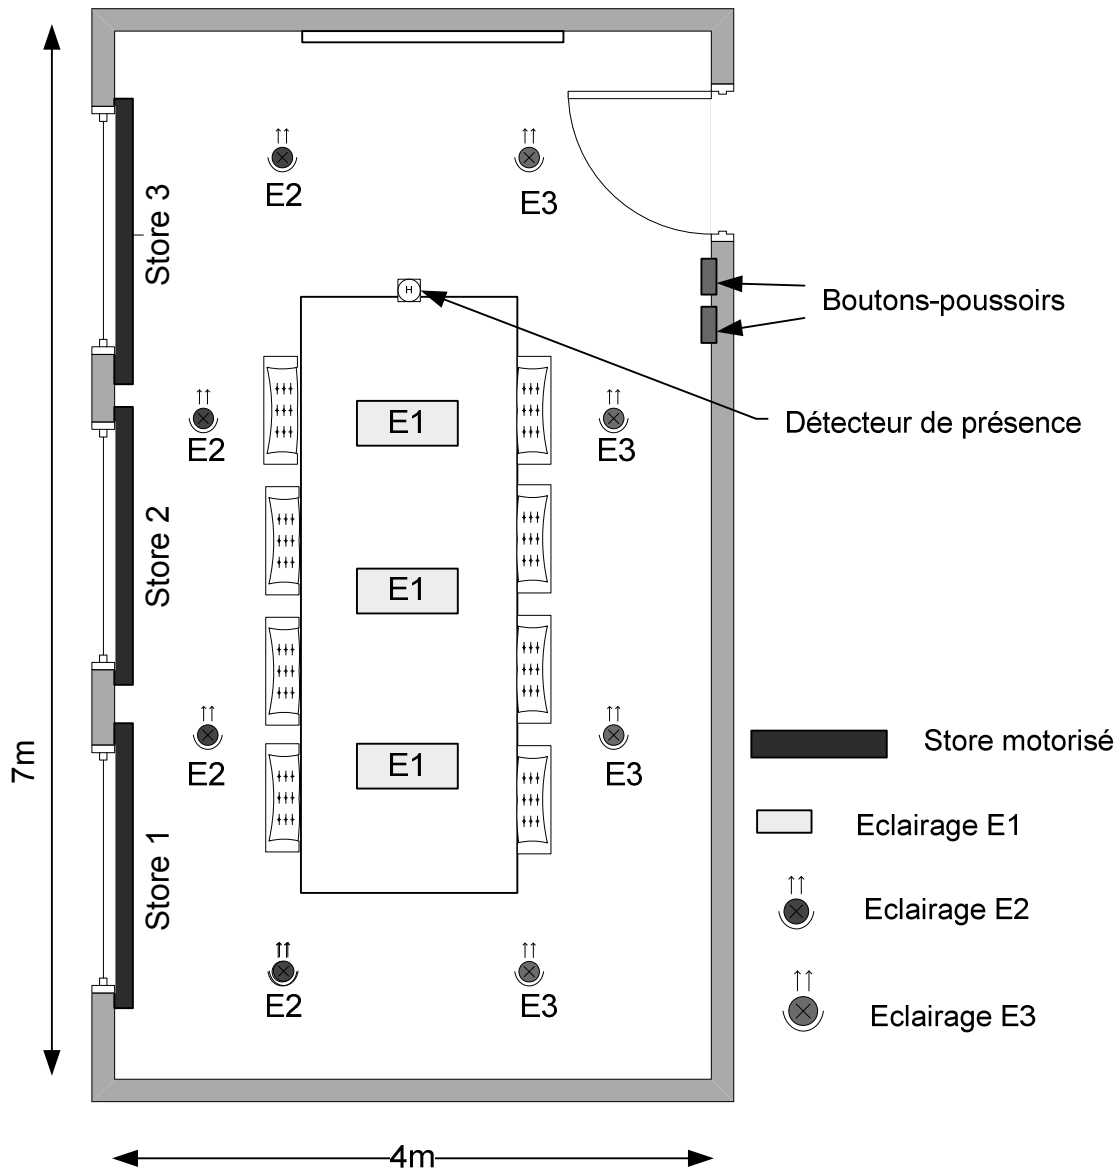 Store 3
E2
E3
H
Boutons-poussoirs
E2
E1
E3
Détecteur de présence
Store 2
E1
7m
E2
E1
E3
Store motorisé
Store 1
Eclairage E1
Eclairage E2
E2
E3
Eclairage E3
4m